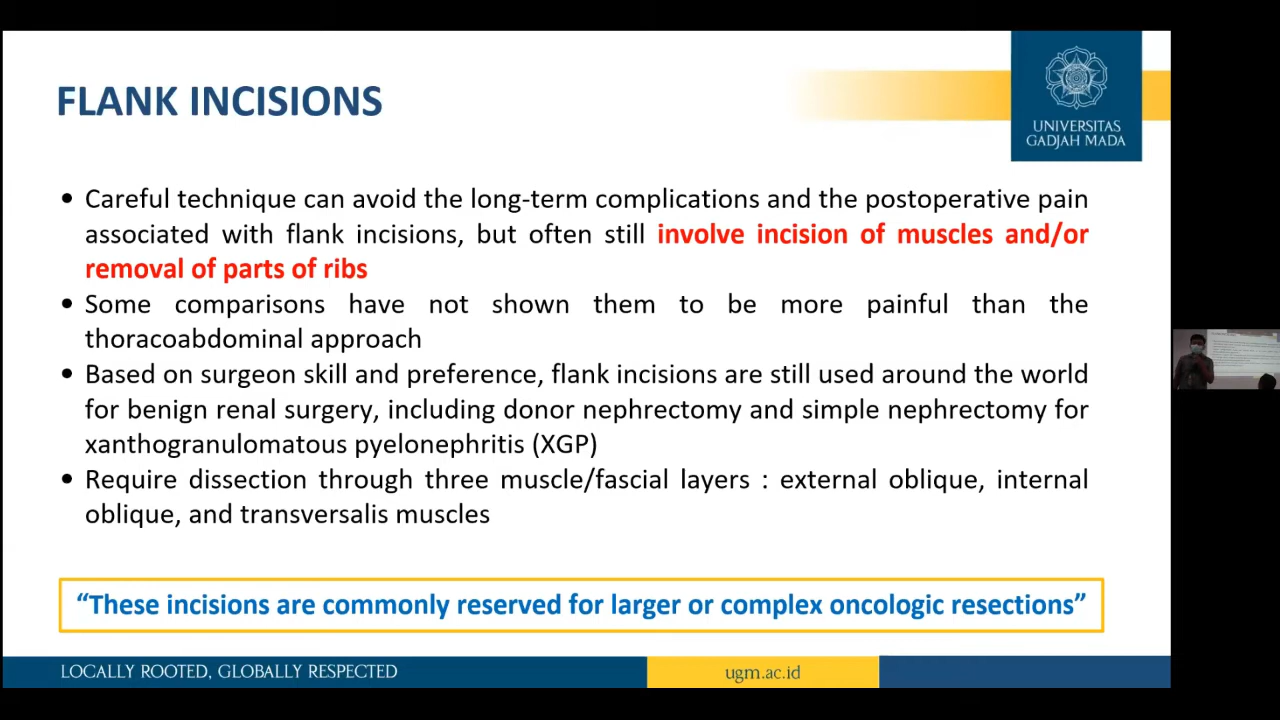 FLANK INCISIONS
UNIVERSITAS
GADJAH MADA
• Careful technique can avoid the long-term complications and the postoperative pain
associated with flank incisions, but often still involve incision of muscles and/or
removal of parts of ribs
• Some comparisons have not shown them to be more painful than the
thoracoabdominal approach
• Based on surgeon skill and preference, flank incisions are still used around the world
for benign renal surgery, including donor nephrectomy and simple nephrectomy for
xanthogranulomatous pyelonephritis (XGP)
• Require dissection through three muscle/fascial layers : external oblique, internal
oblique, and transversalis muscles
“These incisions are commonly reserved for larger or complex oncologic resections”
LOCALLY ROOTED, GLOBALLY RESPECTED
ugm.ac.id